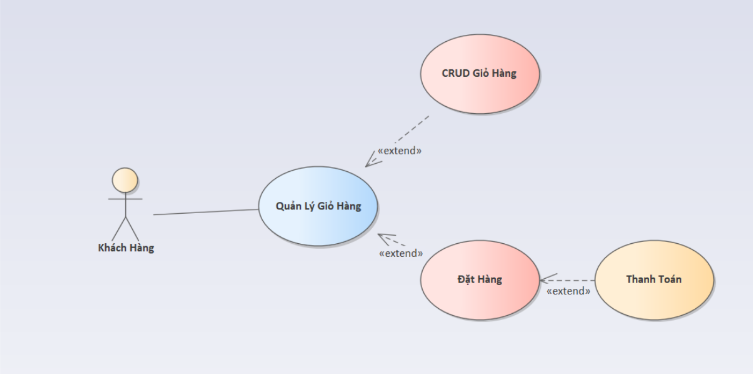 CRUD Giỏ Hàng
«extend»
Quản Lý Giỏ Hàng
Khách Hàng
«extend»
Đặt Hàng
«extend»
Thanh Toán